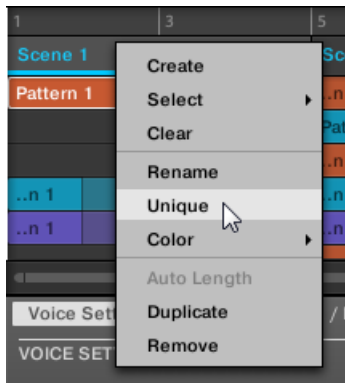 1 3 5
Scene 1 Sc
Create
Pattern 1 Select ..n
Clear Pat
Rename ..n
..n 1 Unique ..n
..n 1 Color ..n
Auto Length
Voice Sett Duplicate /
VOICE SET Remove